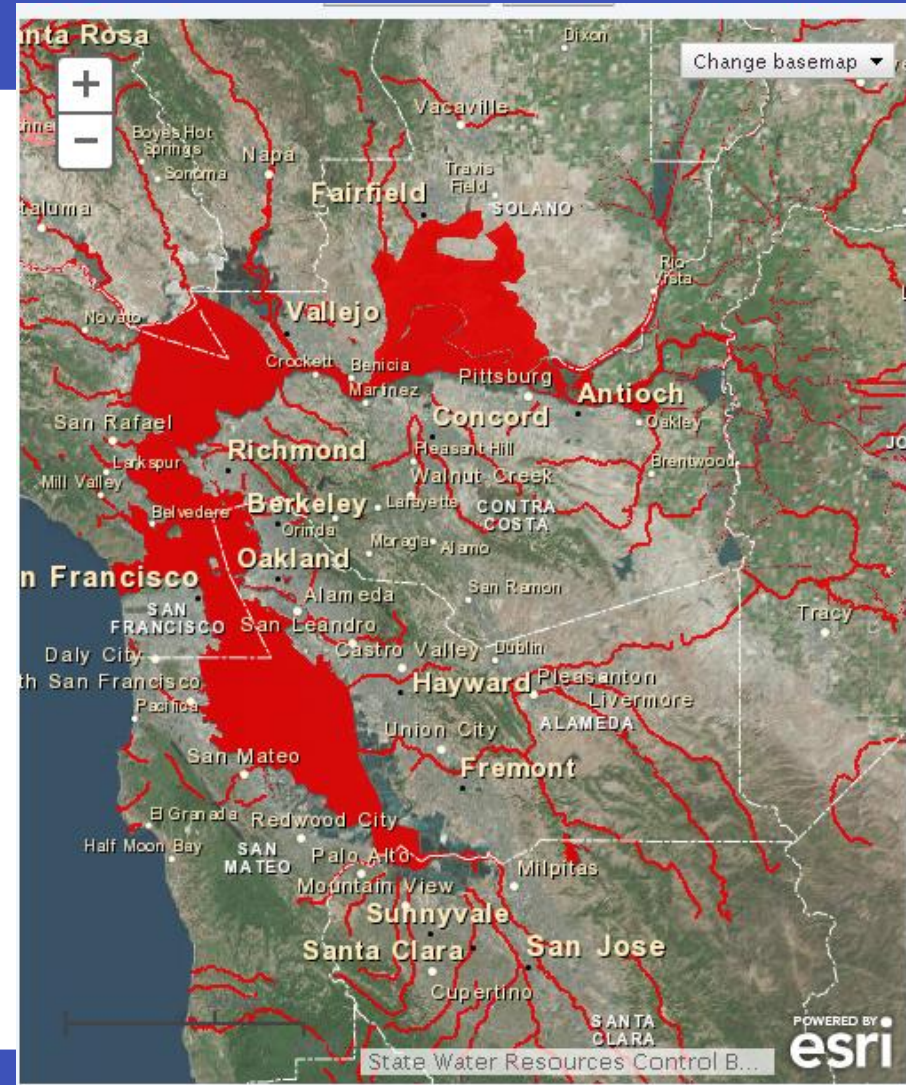 nta Rosa
Dixon
Change basemap
+
−
Vacaville
Boyes Hot
Springs
Napa
Sonoma
Travis
Field
Fairfield
SOLANO
taluma
Rio
Vista
Novato
Vallejo
Crockett
Benicia
Martinez
Pittsburg
Antioch
San Rafael
Concord
Oakley
Richmond
Pleasant Hill
Larkspur
Brentwood
Walnut Creek
Mill Valley
Berkeley
Lafayette
CONTRA
COSTA
Belvedere
Orinda
Oakland
Moraga
Alamo
n Francisco
San Ramon
Alameda
SAN
FRANCISCO
San Leandro
Tracy
Daly City
Castro Valley
Dublin
th San Francisco
Hayward
Pleasanton
Livermore
Pacifica
ALAMEDA
Union City
San Mateo
Fremont
El Granada
Redwood City
Half Moon Bay
SAN
MATEO
Palo Alto
Milpitas
Mountain View
Sunnyvale
Santa Clara
San Jose
Cupertino
SANTA
CLARA
State Water Resources Control B...
POWERED BY
esri